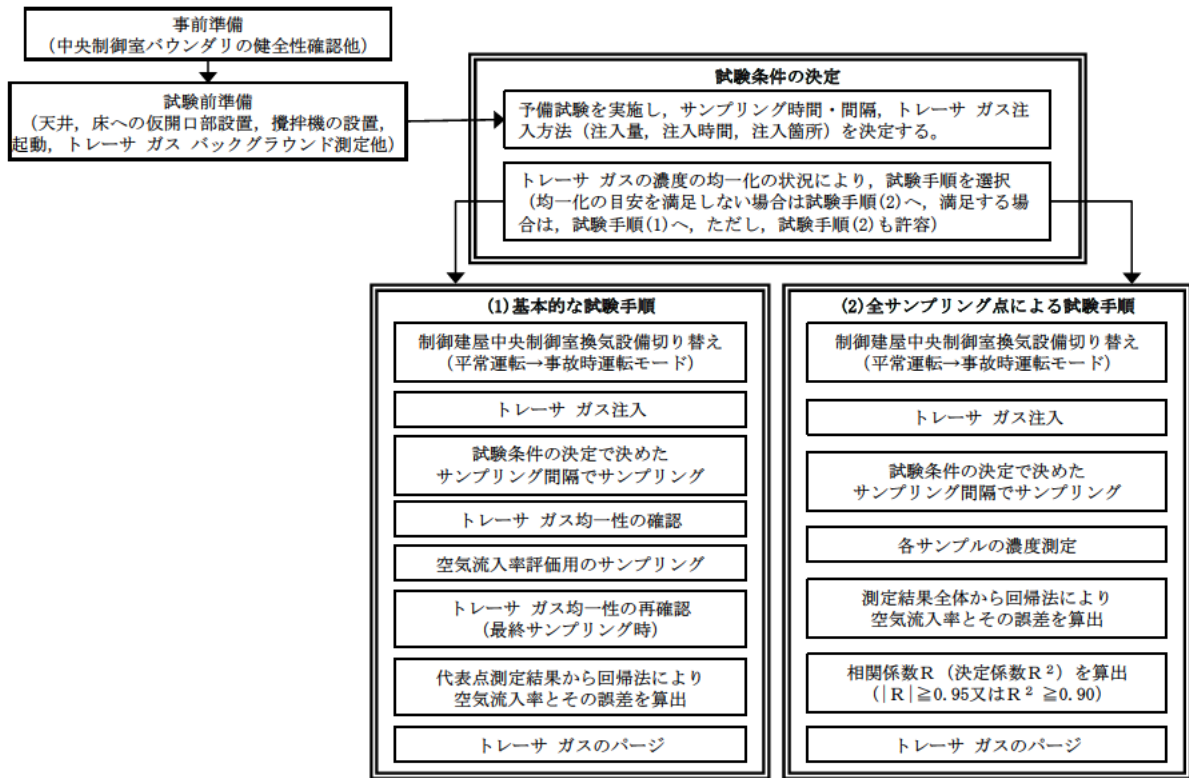 事前準備
（中央制御室バウンダリの健全性確認他）
試験前準備
（天井，床への仮開口部設置，攪拌機の設置，
起動，トレーサ ガス バックグラウンド測定他）
試験条件の決定
予備試験を実施し，サンプリング時間・間隔，トレーサ ガス注
入方法（注入量，注入時間，注入箇所）を決定する。
トレーサ ガスの濃度の均一化の状況により，試験手順を選択
（均一化の目安を満足しない場合は試験手順(2)へ，満足する場
合は，試験手順(1)へ，ただし，試験手順(2)も許容）
(1)基本的な試験手順
制御建屋中央制御室換気設備切り替え
（平常運転→事故時運転モード）
トレーサ ガス注入
試験条件の決定で決めた
サンプリング間隔でサンプリング
トレーサ ガス均一性の確認
空気流入率評価用のサンプリング
トレーサ ガス均一性の再確認
（最終サンプリング時）
代表点測定結果から回帰法により
空気流入率とその誤差を算出
トレーサ ガスのパージ
(2)全サンプリング点による試験手順
制御建屋中央制御室換気設備切り替え
（平常運転→事故時運転モード）
トレーサ ガス注入
試験条件の決定で決めた
サンプリング間隔でサンプリング
各サンプルの濃度測定
測定結果全体から回帰法により
空気流入率とその誤差を算出
相関係数Ｒ（決定係数Ｒ²）を算出
（|Ｒ|≧0.95又はＲ² ≧0.90）
トレーサ ガスのパージ